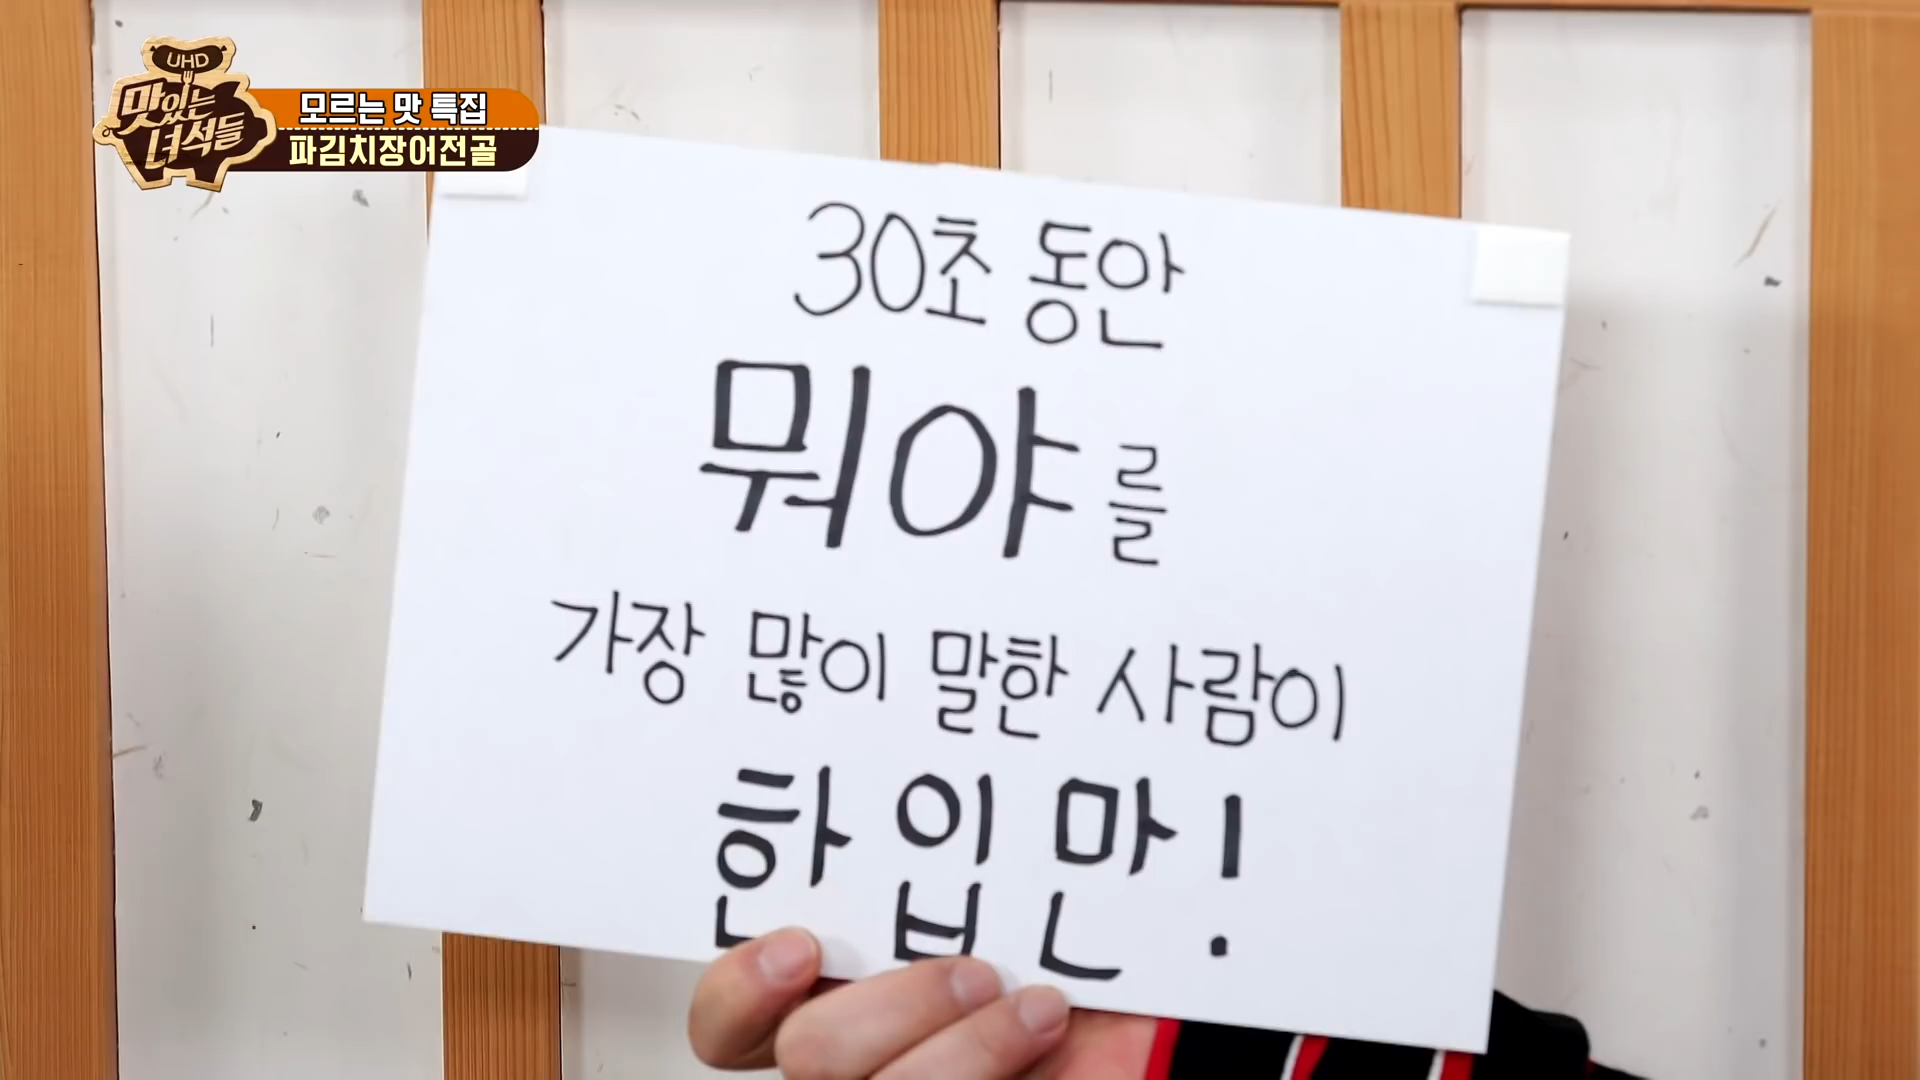 UHD
맛있는
녀석들
모르는 맛 특집
파김치장어전골
30초 동안
뭐야를
가장 많이 말한 사람이
한입만!